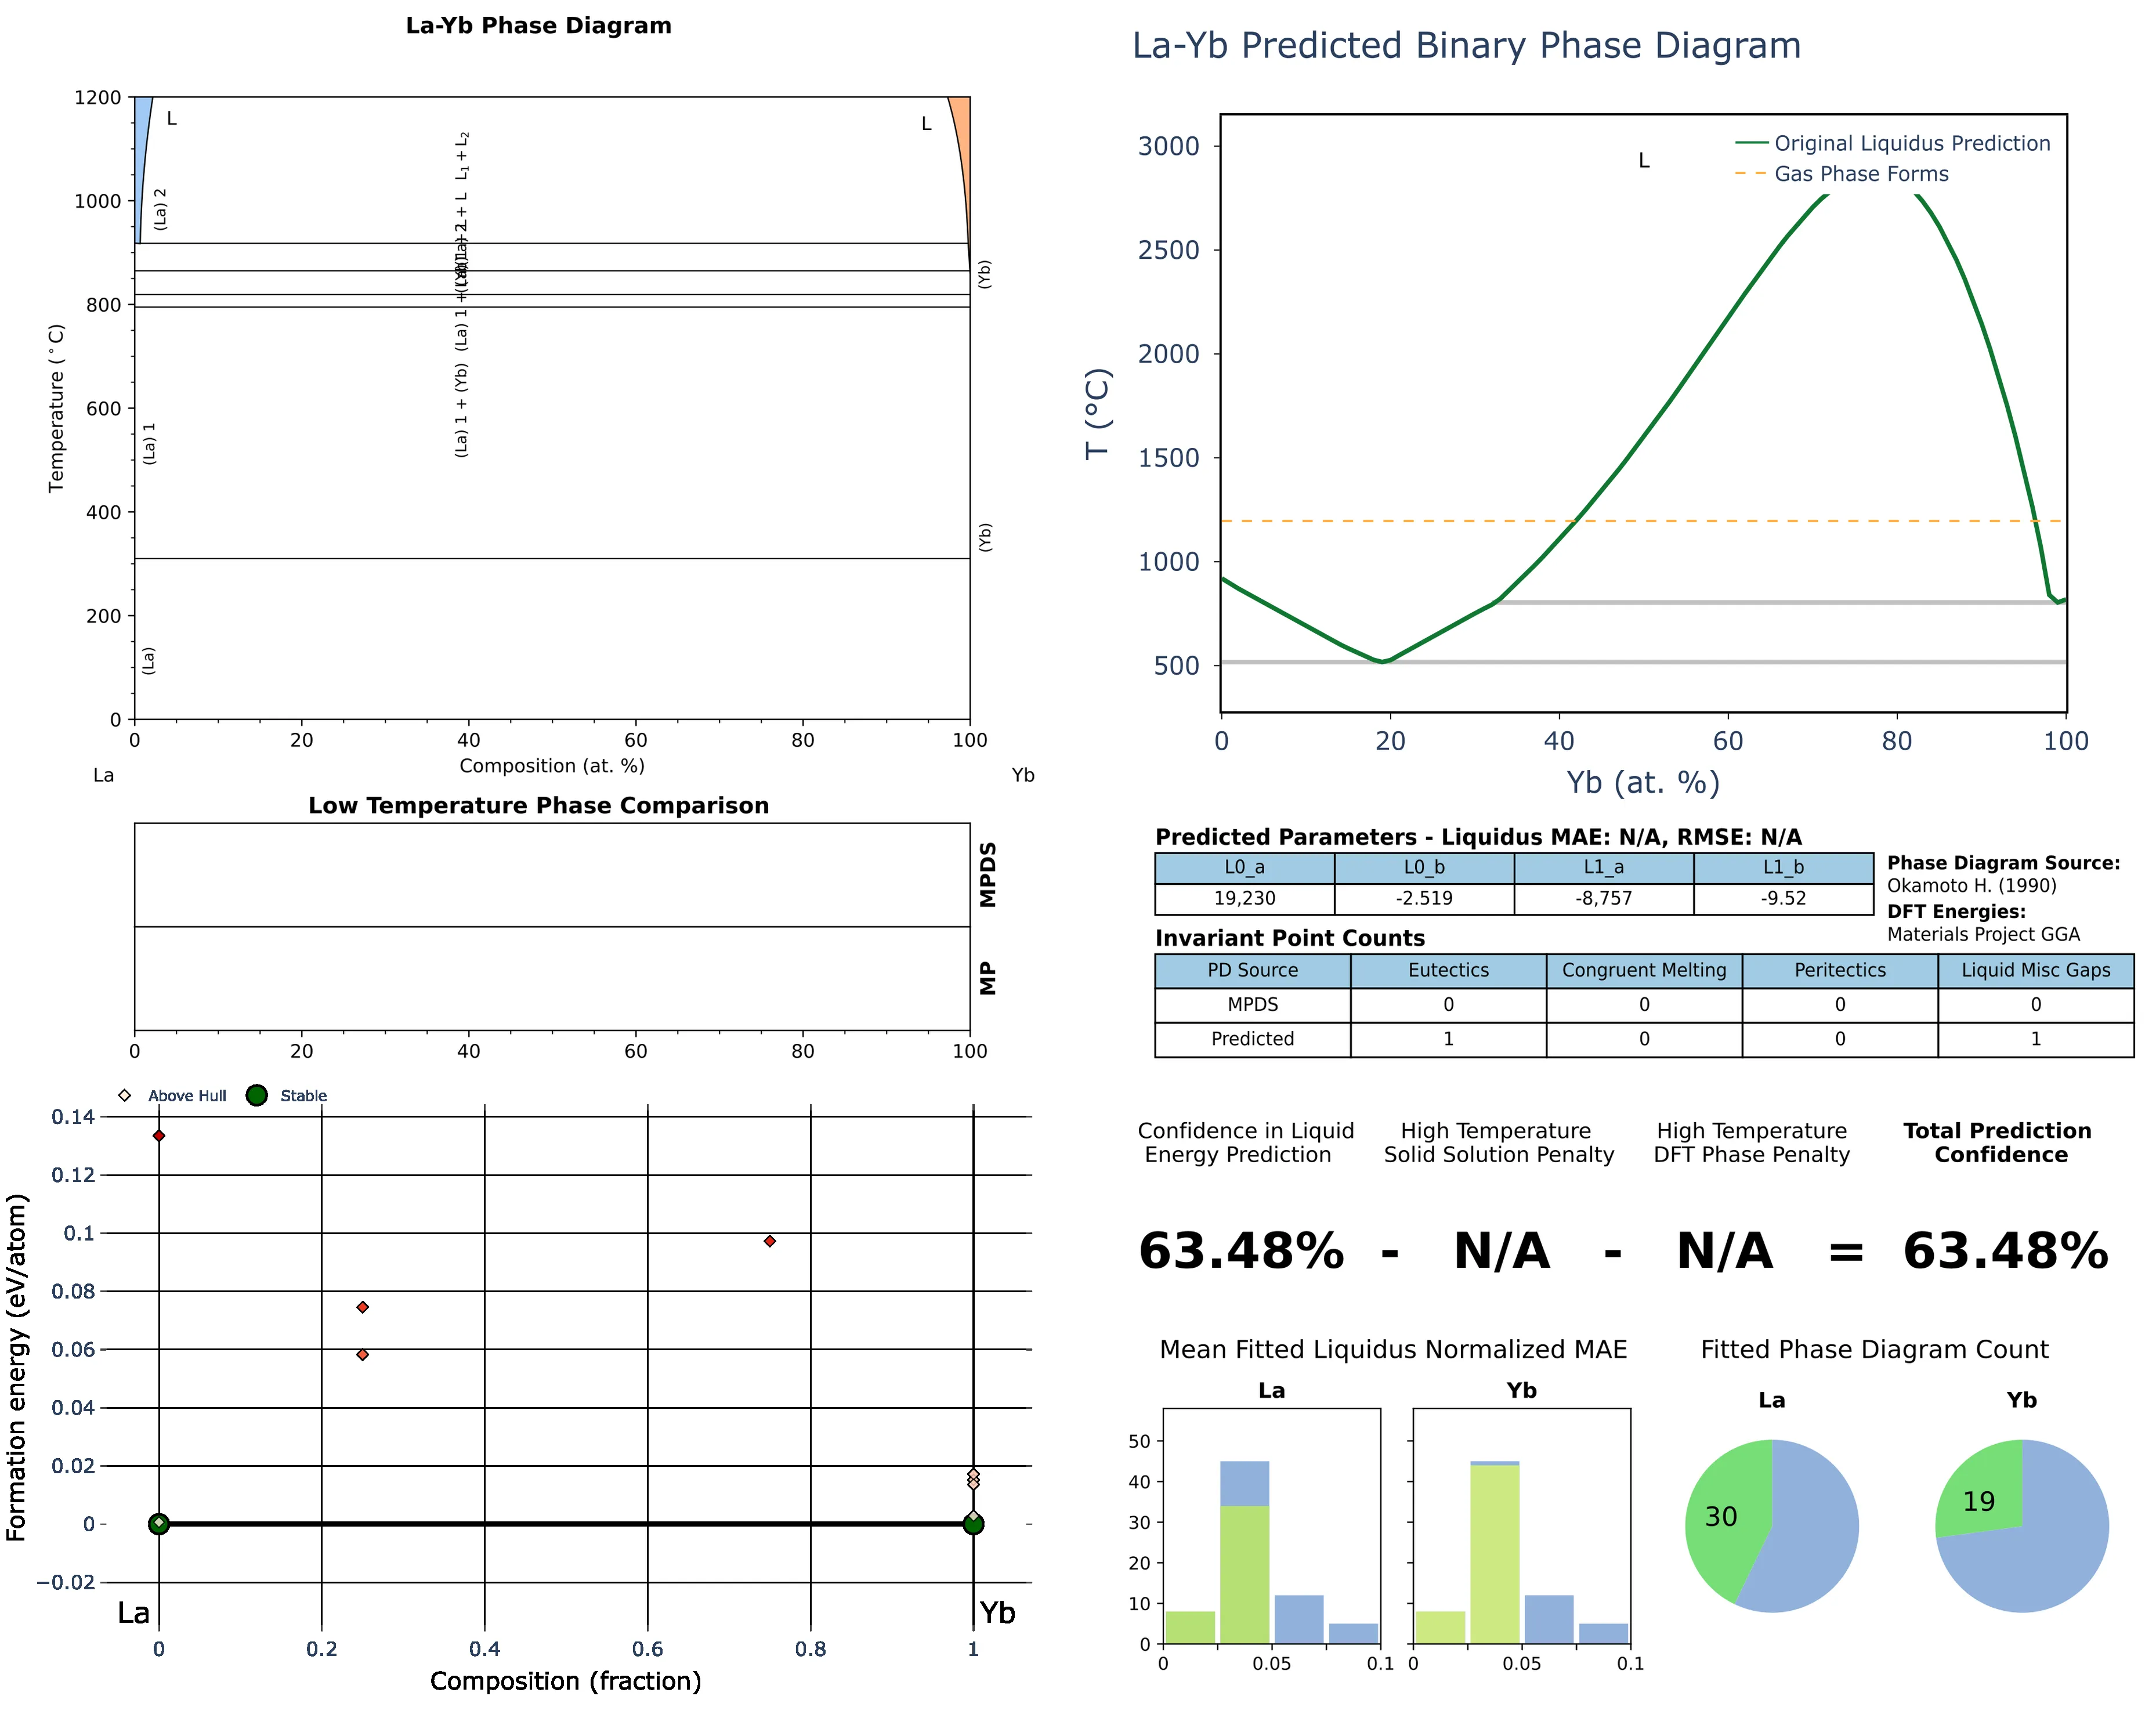 La-Yb Phase Diagram
1200
1000
800
600
400
200
0
Temperature (°C)
L
L
(La) 2
L₁ + L₂
(La) 1 + (Yb)
(La) 1
(La)
(Yb)
(Yb)
0 20 40 60 80 100
Composition (at. %)
La
Yb
Low Temperature Phase Comparison
MPDS
MP
0 20 40 60 80 100
Above Hull Stable
0.14
0.12
0.1
0.08
0.06
0.04
0.02
0
−0.02
Formation energy (eV/atom)
La
Yb
0 0.2 0.4 0.6 0.8 1
Composition (fraction)
La-Yb Predicted Binary Phase Diagram
3000
2500
2000
1500
1000
500
T (°C)
L
Original Liquidus Prediction
Gas Phase Forms
0 20 40 60 80 100
Yb (at. %)
Predicted Parameters - Liquidus MAE: N/A, RMSE: N/A
L0_a L0_b L1_a L1_b
19,230 -2.519 -8,757 -9.52
Phase Diagram Source:
Okamoto H. (1990)
DFT Energies:
Materials Project GGA
Invariant Point Counts
PD Source Eutectics Congruent Melting Peritectics Liquid Misc Gaps
MPDS 0 0 0 0
Predicted 1 0 0 1
Confidence in Liquid
Energy Prediction
High Temperature
Solid Solution Penalty
High Temperature
DFT Phase Penalty
Total Prediction
Confidence
63.48% - N/A - N/A = 63.48%
Mean Fitted Liquidus Normalized MAE
La
Yb
50
40
30
20
10
0
0 0.05 0.1
0 0.05 0.1
Fitted Phase Diagram Count
La
Yb
30
19